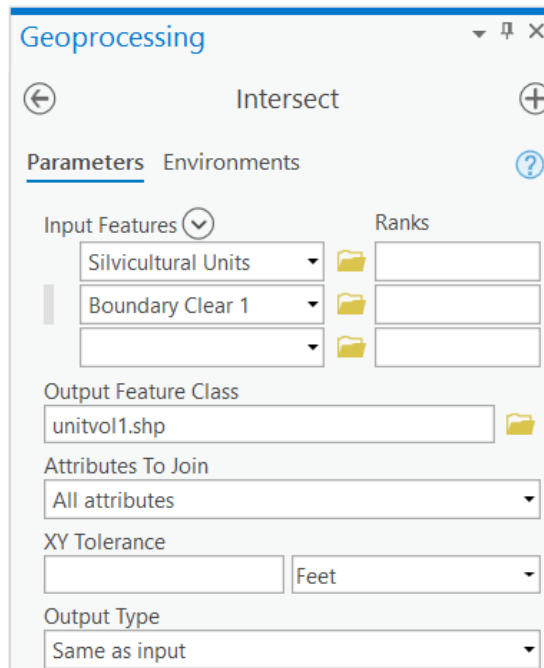 Geoprocessing
Intersect
Parameters Environments
Input Features Ranks
Silvicultural Units
Boundary Clear 1
Output Feature Class
unitvol1.shp
Attributes To Join
All attributes
XY Tolerance
Feet
Output Type
Same as input